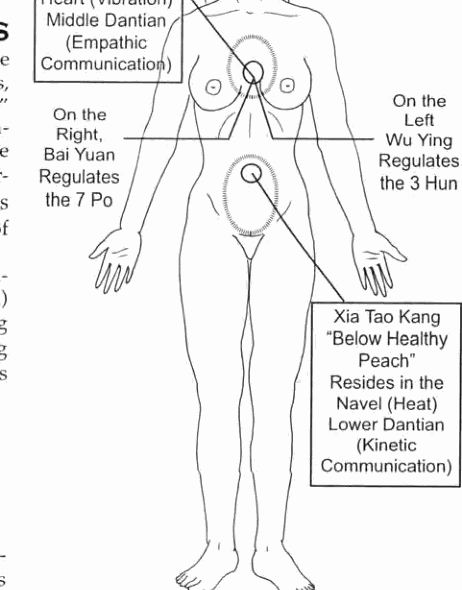 Heart (Vibration)
Middle Dantian
(Empathic
Communication)
On the
Right,
Bai Yuan
Regulates
the 7 Po
On the
Left
Wu Ying
Regulates
the 3 Hun
Xia Tao Kang
“Below Healthy
Peach”
Resides in the
Navel (Heat)
Lower Dantian
(Kinetic
Communication)